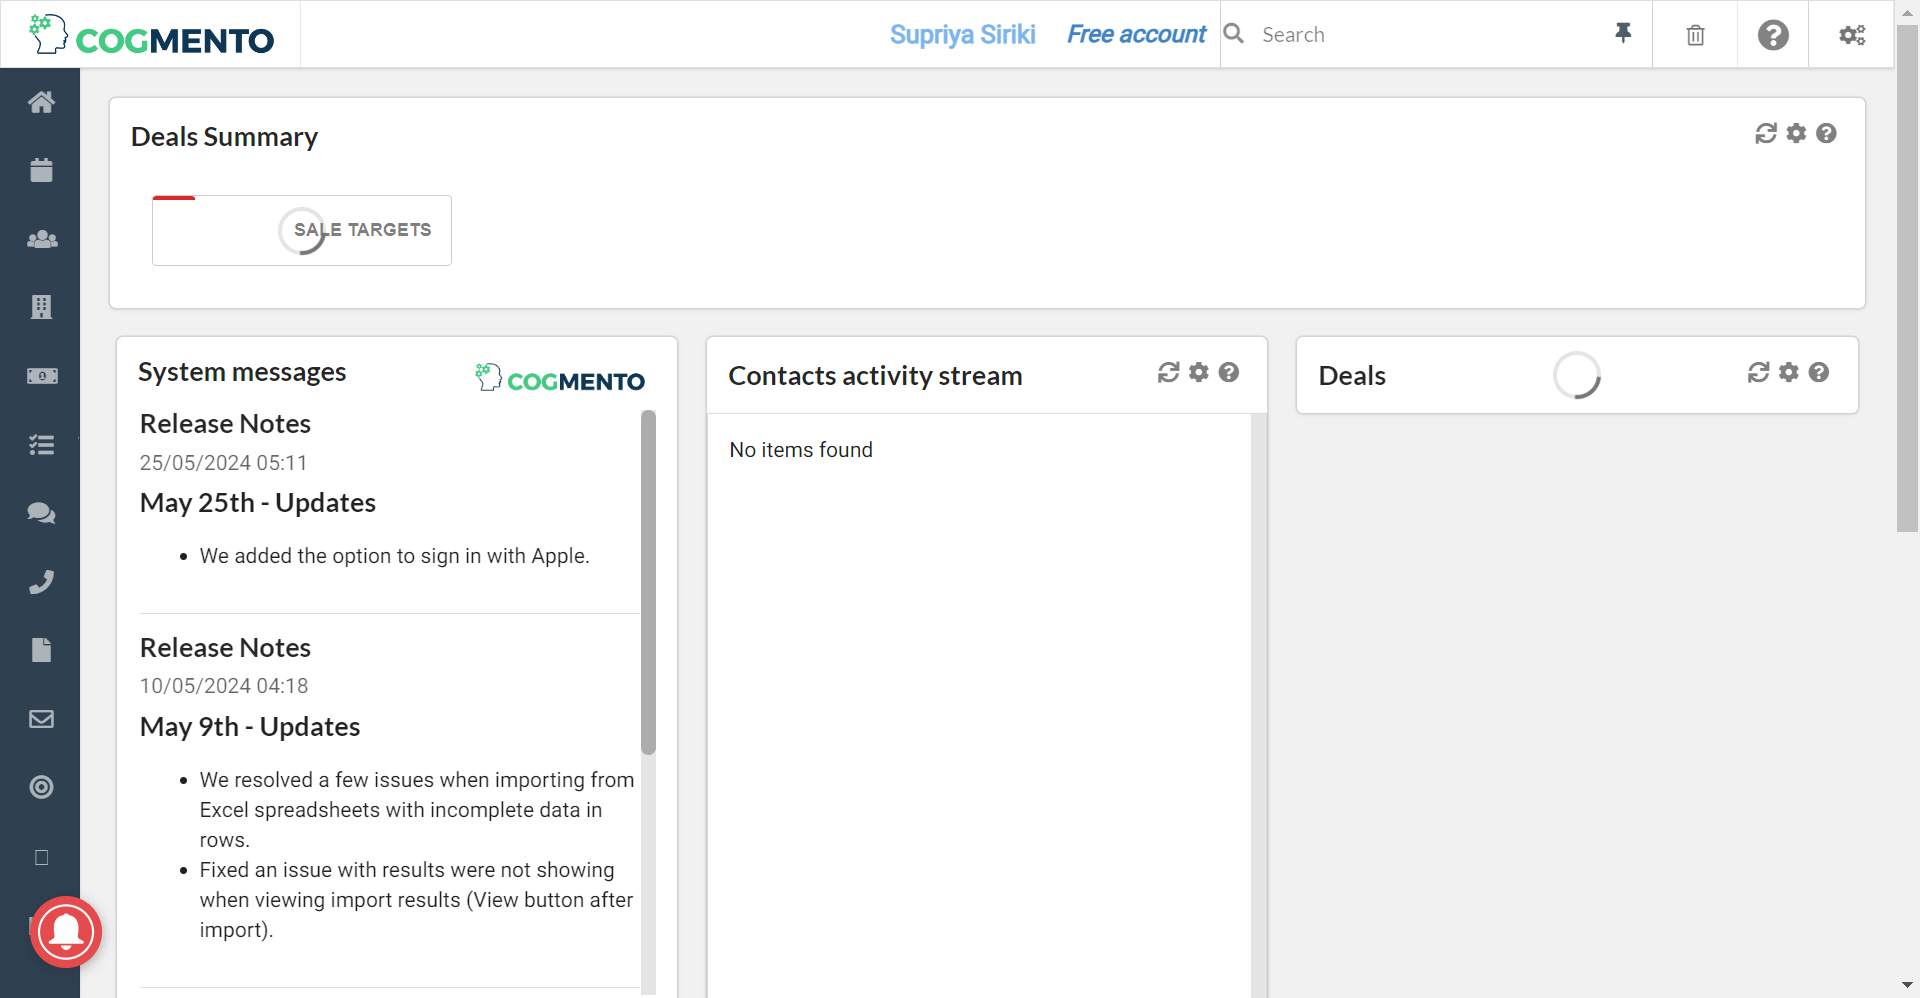 COGMENTO
Supriya Siriki
Free account
Search
Deals Summary
SALE TARGETS
System messages
COGMENTO
Release Notes
25/05/2024 05:11
May 25th - Updates
• We added the option to sign in with Apple.
Release Notes
10/05/2024 04:18
May 9th - Updates
• We resolved a few issues when importing from
Excel spreadsheets with incomplete data in
rows.
• Fixed an issue with results were not showing
when viewing import results (View button after
import).
Contacts activity stream
No items found
Deals